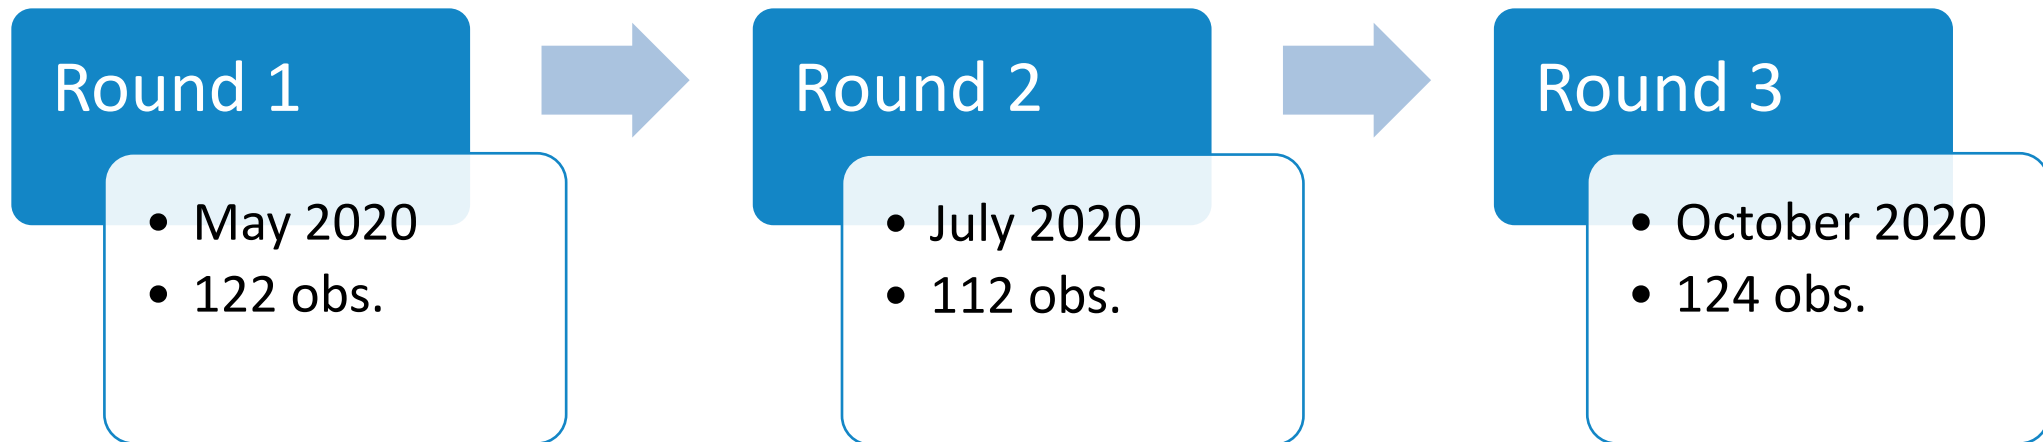 Round 1
• May 2020
• 122 obs.
Round 2
• July 2020
• 112 obs.
Round 3
• October 2020
• 124 obs.